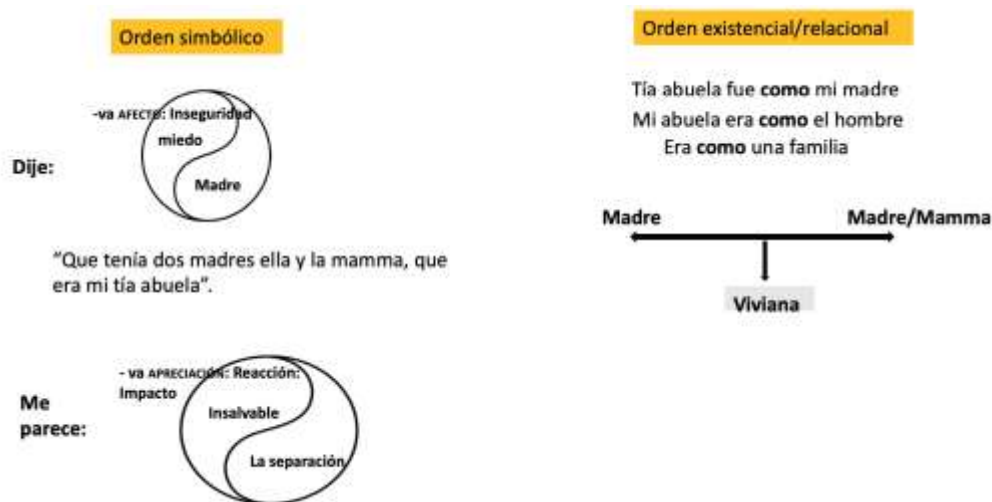 Orden simbólico
-va AFECTO: Inseguridad
miedo
Madre
Dije:
"Que tenía dos madres ella y la mamma, que
era mi tía abuela".
- va APRECIACIÓN: Reacción:
Impacto
Insalvable
La separación
Me
parece:
Orden existencial/relacional
Tía abuela fue como mi madre
Mi abuela era como el hombre
Era como una familia
Madre
Madre/Mamma
Viviana